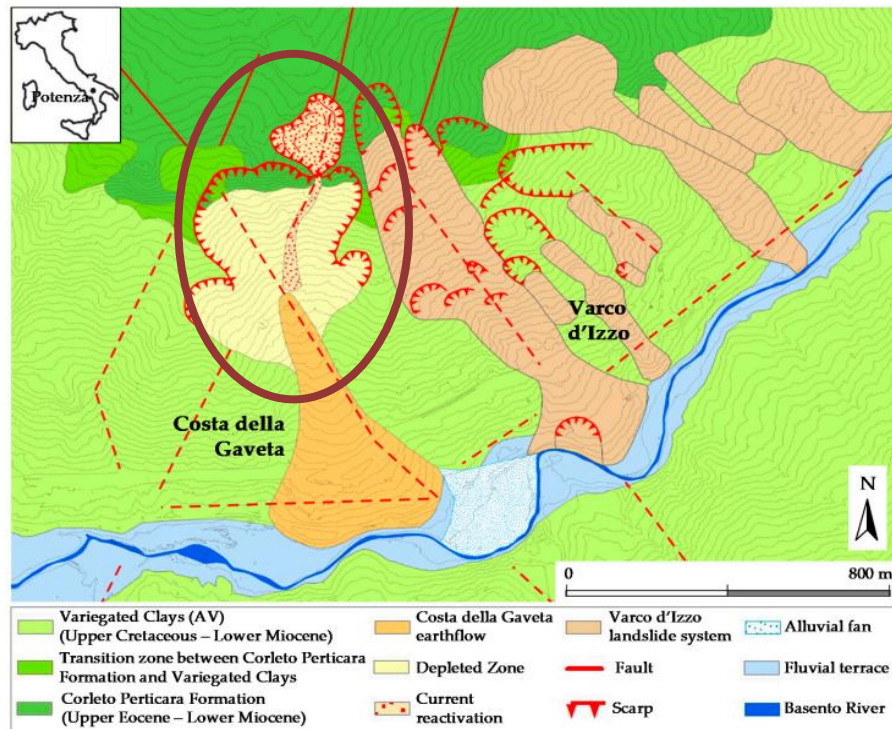 Potenza
Varco
d'Izzo
Costa della
Gaveta
N
0
800 m
Variegated Clays (AV)
(Upper Cretaceous – Lower Miocene)
Transition zone between Corleto Perticara
Formation and Variegated Clays
Corleto Perticara Formation
(Upper Eocene – Lower Miocene)
Costa della Gaveta
earthflow
Depleted Zone
Current
reactivation
Varco d'Izzo
landslide system
Fault
Scarp
Alluvial fan
Fluvial terrace
Basento River